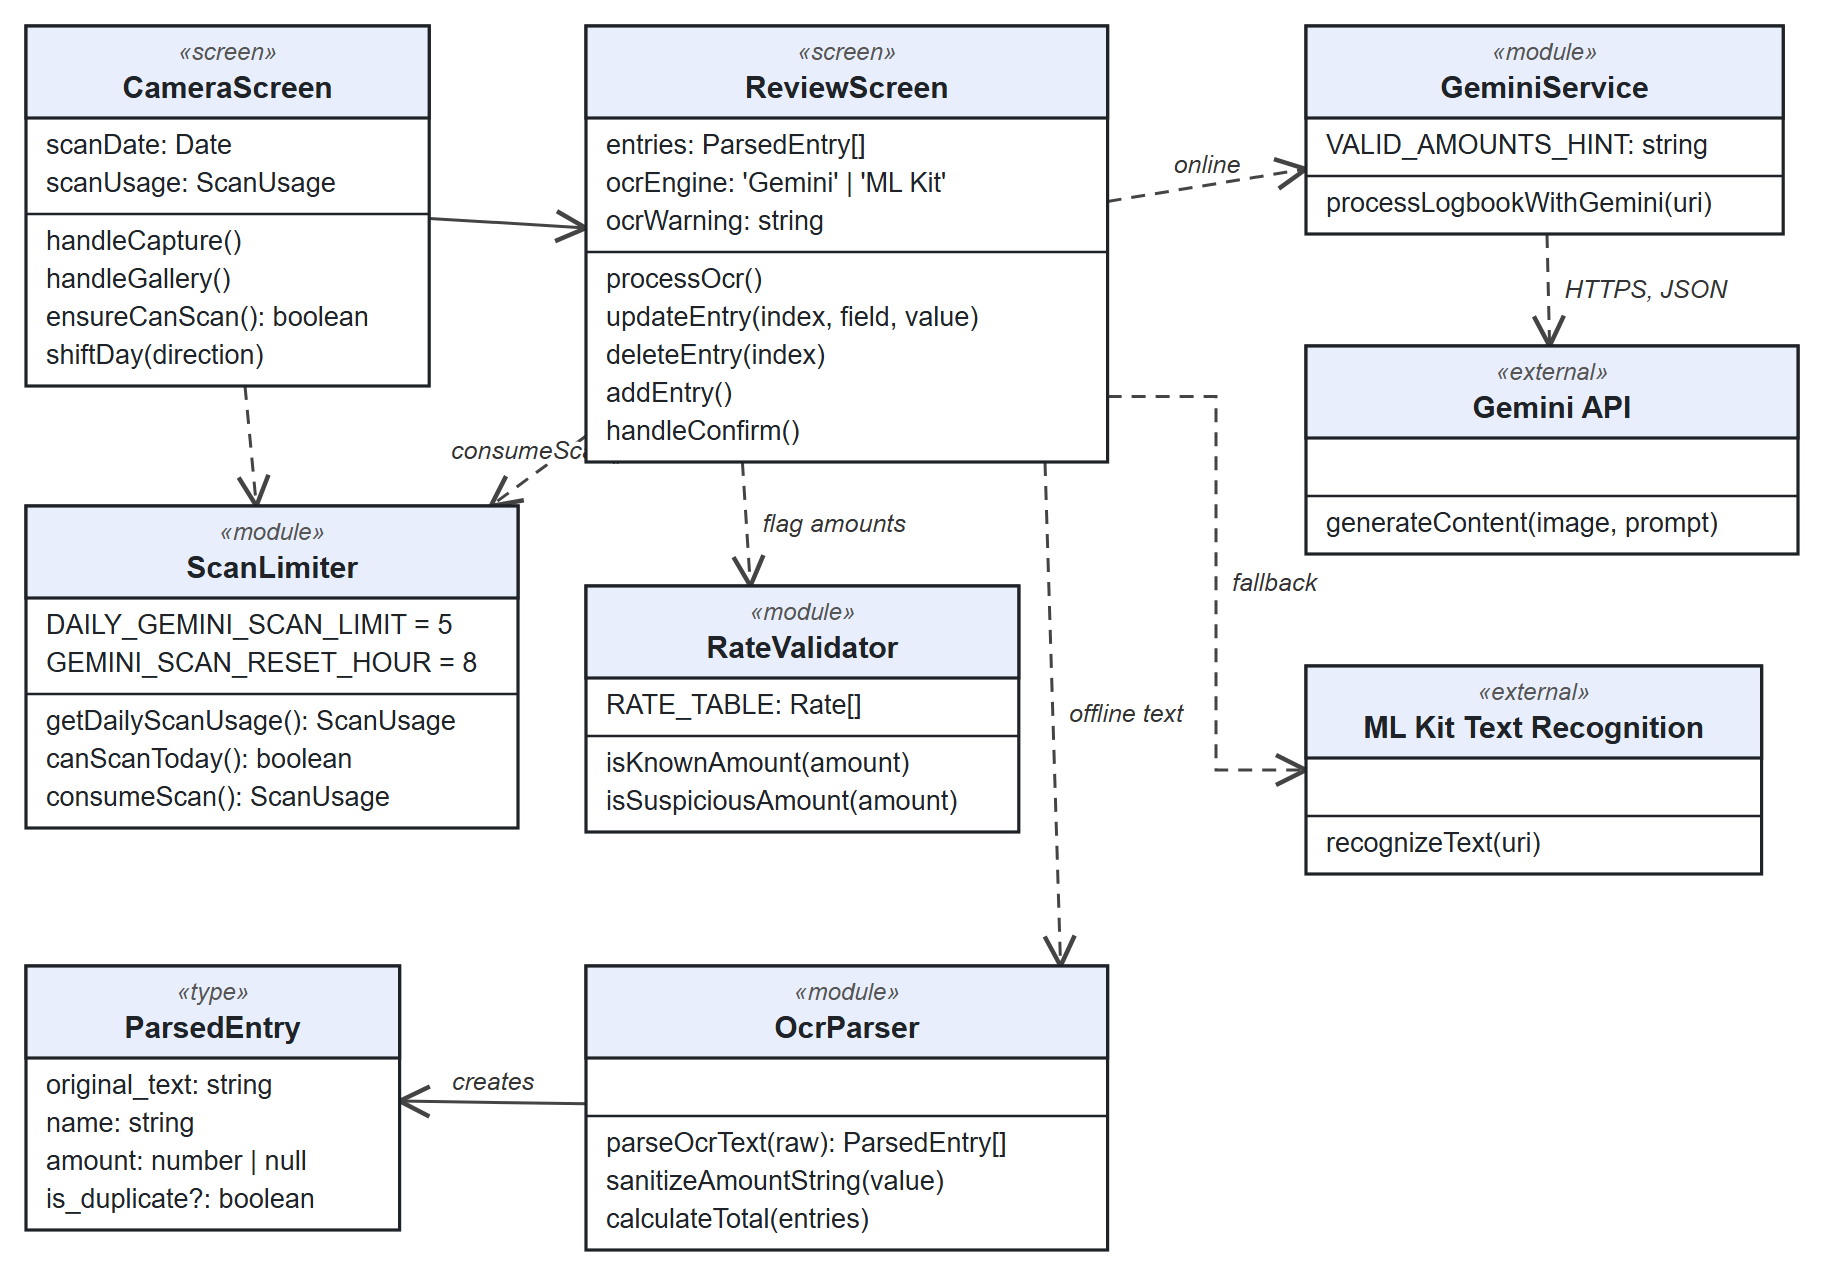 «screen»
CameraScreen
scanDate: Date
scanUsage: ScanUsage
handleCapture()
handleGallery()
ensureCanScan(): boolean
shiftDay(direction)
«screen»
ReviewScreen
entries: ParsedEntry[]
ocrEngine: 'Gemini' | 'ML Kit'
ocrWarning: string
processOcr()
updateEntry(index, field, value)
deleteEntry(index)
addEntry()
handleConfirm()
online
«module»
GeminiService
VALID_AMOUNTS_HINT: string
processLogbookWithGemini(uri)
HTTPS, JSON
«external»
Gemini API
generateContent(image, prompt)
«module»
ScanLimiter
DAILY_GEMINI_SCAN_LIMIT = 5
GEMINI_SCAN_RESET_HOUR = 8
getDailyScanUsage(): ScanUsage
canScanToday(): boolean
consumeScan(): ScanUsage
flag amounts
«module»
RateValidator
RATE_TABLE: Rate[]
isKnownAmount(amount)
isSuspiciousAmount(amount)
offline text
fallback
«external»
ML Kit Text Recognition
recognizeText(uri)
«type»
ParsedEntry
original_text: string
name: string
amount: number | null
is_duplicate?: boolean
creates
«module»
OcrParser
parseOcrText(raw): ParsedEntry[]
sanitizeAmountString(value)
calculateTotal(entries)